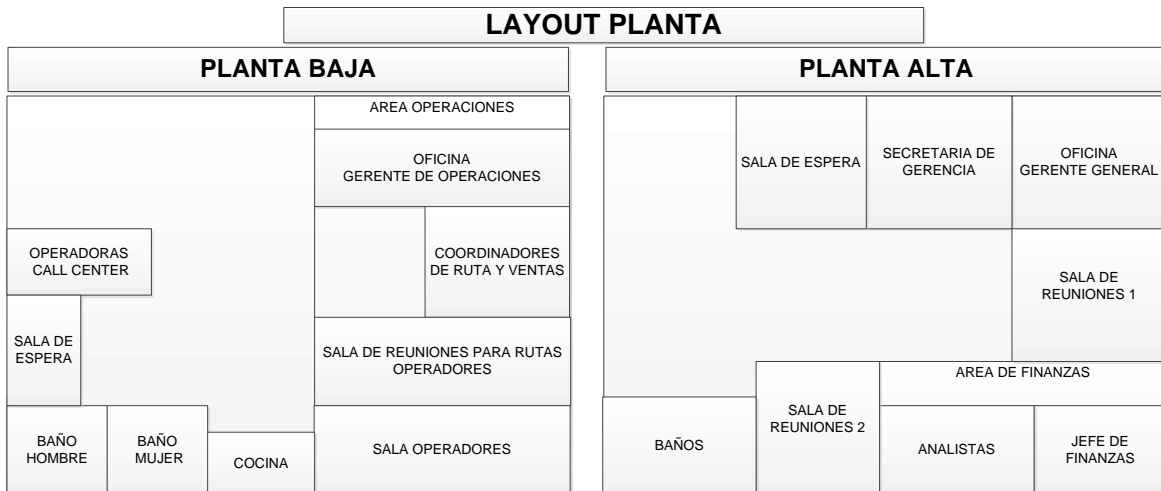 LAYOUT PLANTA
PLANTA BAJA
AREA OPERACIONES
OFICINA
GERENTE DE OPERACIONES
OPERADORAS
CALL CENTER
COORDINADORES
DE RUTA Y VENTAS
SALA DE
ESPERA
SALA DE REUNIONES PARA RUTAS
OPERADORES
BAÑO
HOMBRE
BAÑO
MUJER
COCINA
SALA OPERADORES
PLANTA ALTA
SALA DE ESPERA
SECRETARIA DE
GERENCIA
OFICINA
GERENTE GENERAL
SALA DE
REUNIONES 1
AREA DE FINANZAS
BAÑOS
SALA DE
REUNIONES 2
ANALISTAS
JEFE DE
FINANZAS